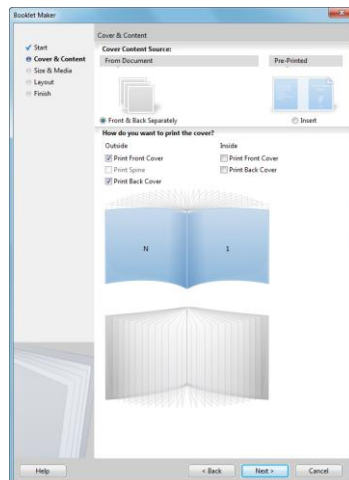 Booklet Maker
Cover & Content
Start
Cover & Content
Size & Media
Layout
Finish
Cover Content Source:
From Document
Pre-Printed
Front & Back Separately
Insert
How do you want to print the cover?
Outside
Inside
Print Front Cover
Print Front Cover
Print Spine
Print Back Cover
Print Back Cover
N
1
Help
< Back
Next >
Cancel